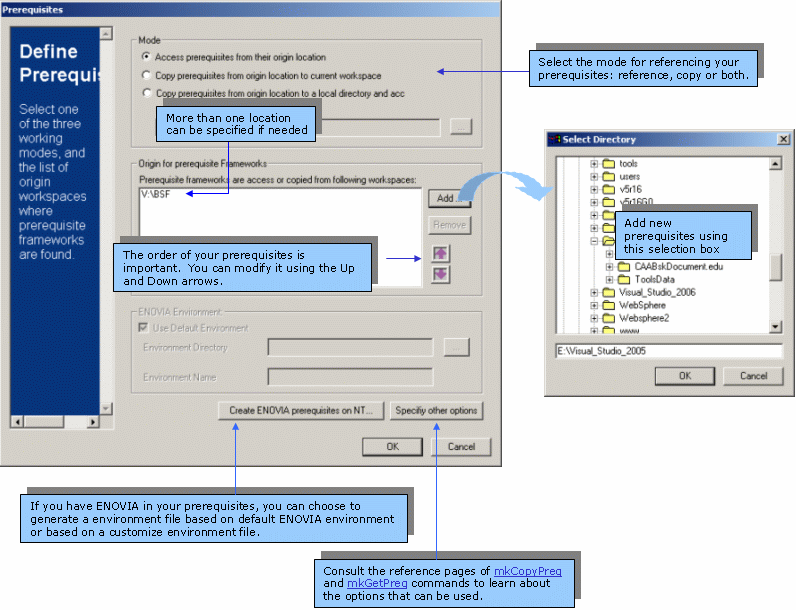 Prerequisites
Define
Prerequis
Select one
of the three
working
modes, and
the list of
origin
workspaces
where
prerequisite
frameworks
are found.
Mode
Access prerequisites from their origin location
Copy prerequisites from origin location to current workspace
Copy prerequisites from origin location to a local directory and acc
...
More than one location
can be specified if needed
Select the mode for referencing your
prerequisites: reference, copy or both.
Origin for prerequisite Frameworks
Prerequisite frameworks are access or copied from following workspaces:
V:\BSF
Add ...
Remove
The order of your prerequisites is
important. You can modify it using the Up
and Down arrows.
ENOVIA Environment
Use Default Environment
Environment Directory
...
Environment Name
Create ENOVIA prerequisites on NT...
Specifiy other options
OK
Cancel
Select Directory
tools
users
v5r16
v5r16G0
Add new
prerequisites using
this selection box
CAABskDocument.edu
ToolsData
Visual_Studio_2006
WebSphere
Websphere2
www
E:\Visual_Studio_2005
OK
Cancel
If you have ENOVIA in your prerequisites, you can choose to
generate a environment file based on default ENOVIA environment
or based on a customize environment file.
Consult the reference pages of mkCopyPreq
and mkGetPreq commands to learn about
the options that can be used.